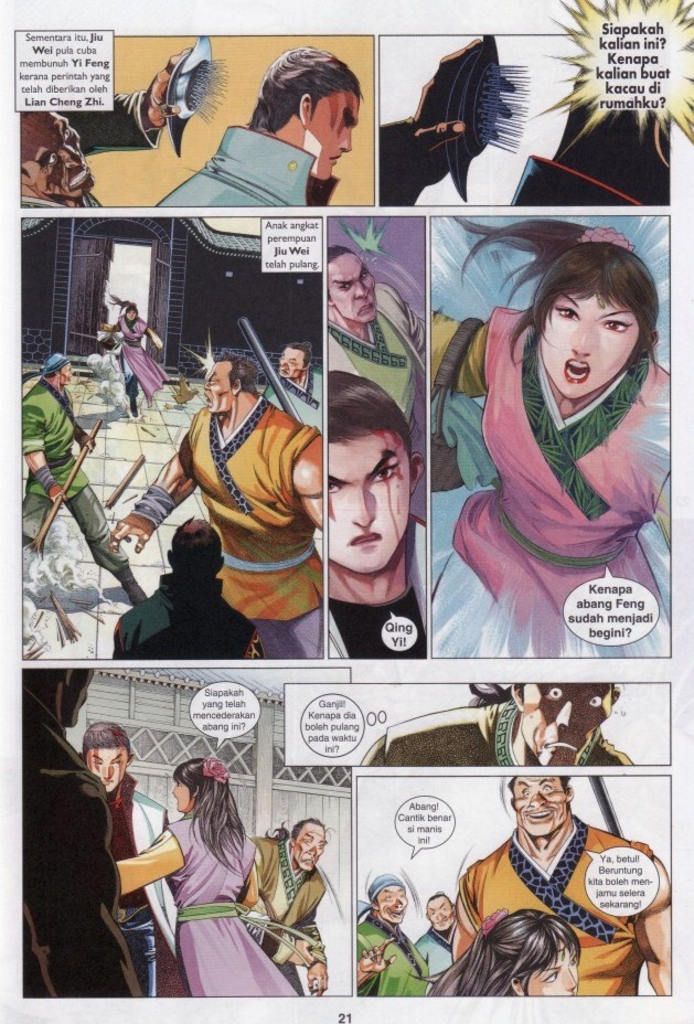 Sementara itu, Jiu
Wei pula cuba
membunuh Yi Feng
kerana perintah yang
telah diberikan oleh
Lian Cheng Zhi.
Siapakah
kalian ini?
Kenapa
kalian buat
kacau di
rumahku?
Anak angkat
perempuan
Jiu Wei
telah pulang.
Qing
Yi!
Kenapa
abang Feng
sudah menjadi
begini?
Siapakah
yang telah
mencederakan
abang ini?
Ganjil!
Kenapa dia
boleh pulang
pada waktu
ini?
Abang!
Cantik benar
si manis
ini!
Ya, betul!
Beruntung
kita boleh men-
jamu selera
sekarang!
21